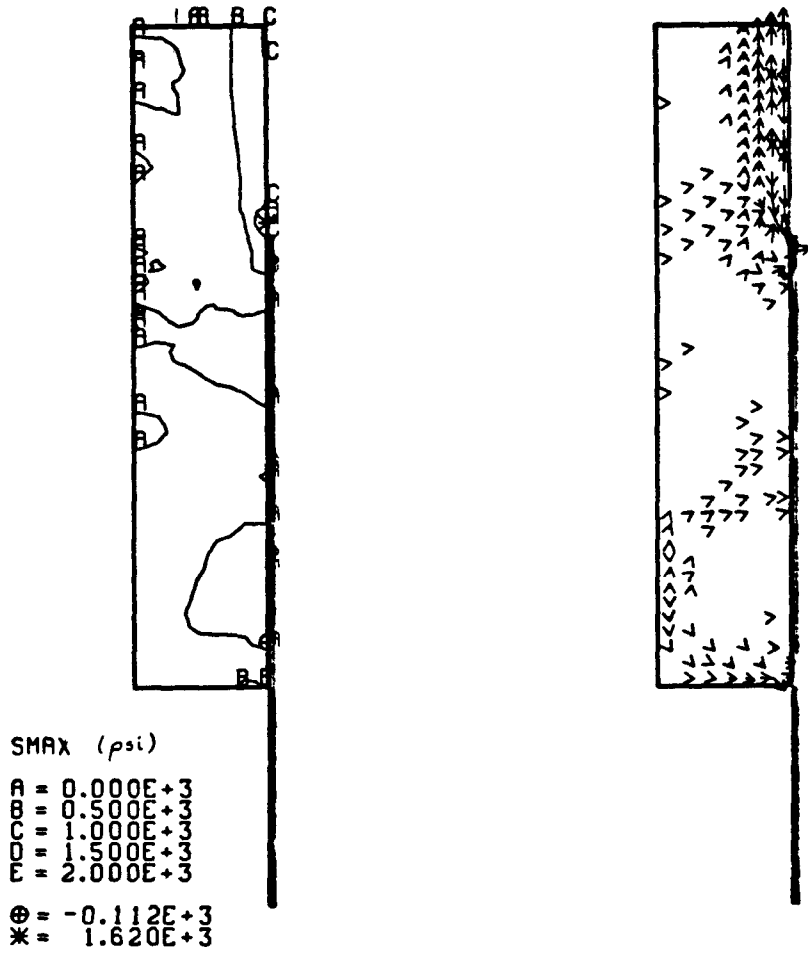 A A B C
A C
A
A
A
A
A
A
A
C
A
A
A
A
A
A
A
A
A
A
B
SMAX (psi)
A = 0.000E+3
B = 0.500E+3
C = 1.000E+3
D = 1.500E+3
E = 2.000E+3
⊕ = -0.112E+3
⁎ = 1.620E+3